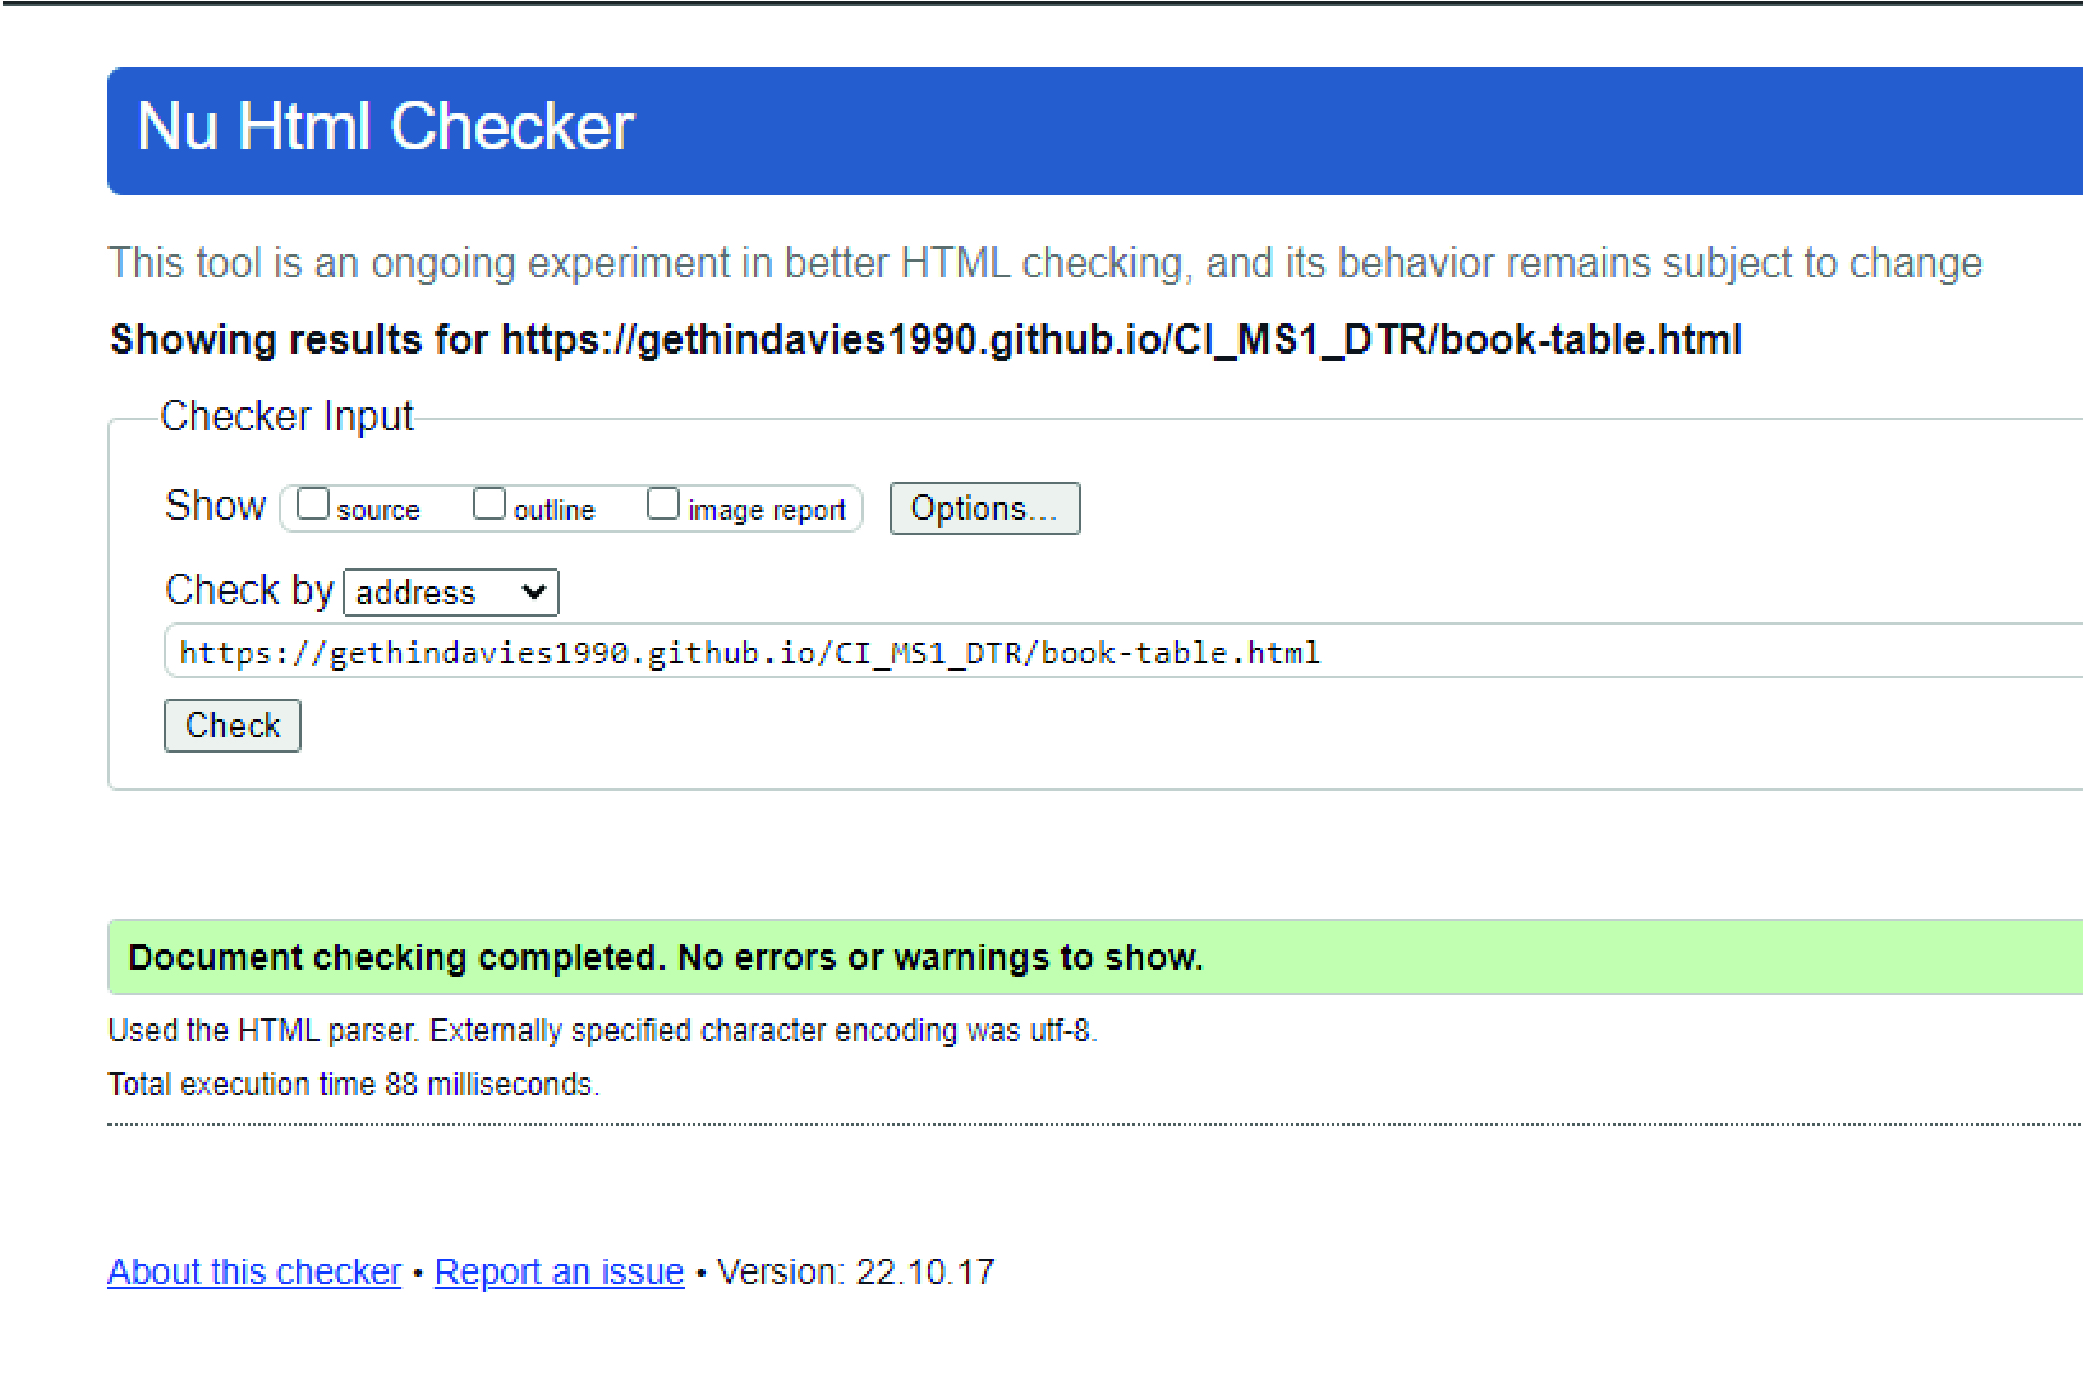 Nu Html Checker
This tool is an ongoing experiment in better HTML checking, and its behavior remains subject to change
Showing results for https://gethindavies1990.github.io/CI_MS1_DTR/book-table.html
Checker Input
Show source outline image report Options...
Check by address
https://gethindavies1990.github.io/CI_MS1_DTR/book-table.html
Check
Document checking completed. No errors or warnings to show.
Used the HTML parser. Externally specified character encoding was utf-8.
Total execution time 88 milliseconds.
About this checker • Report an issue • Version: 22.10.17